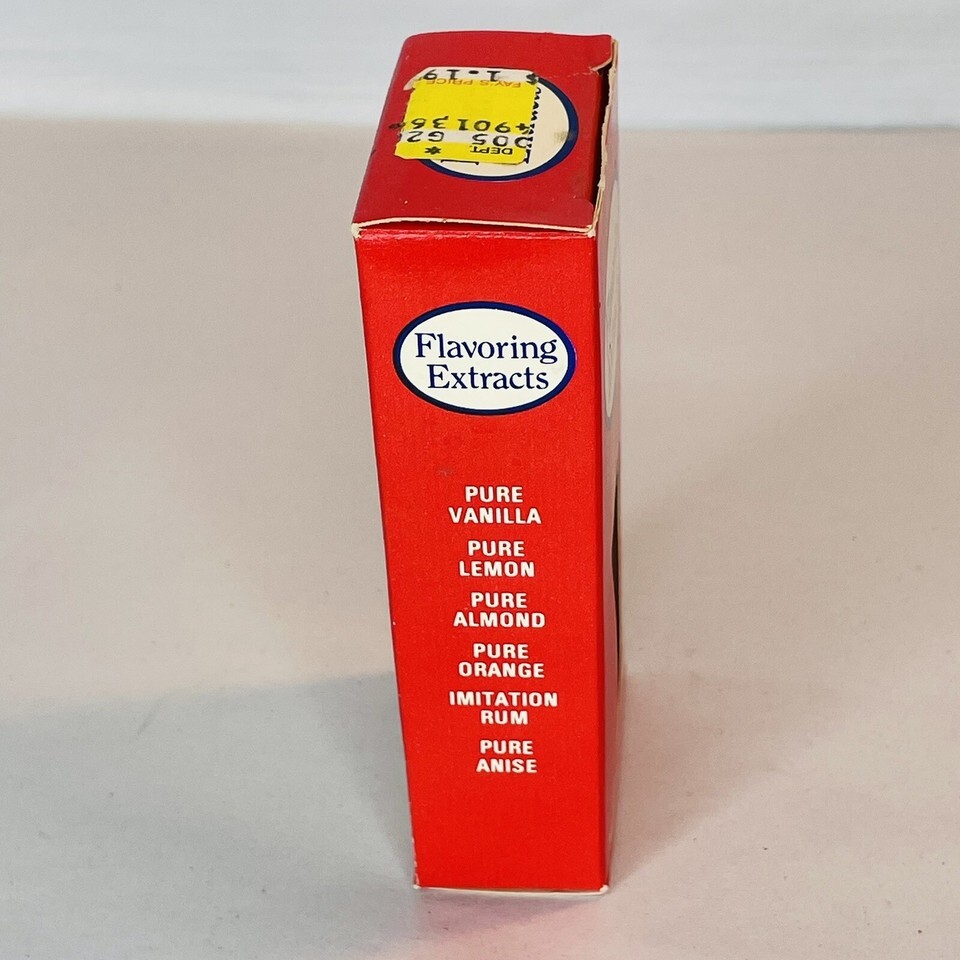 1.19
FAY'S PRICE
490136
005 G2
DEPT. *
Flavoring
Extracts
PURE
VANILLA
PURE
LEMON
PURE
ALMOND
PURE
ORANGE
IMITATION
RUM
PURE
ANISE